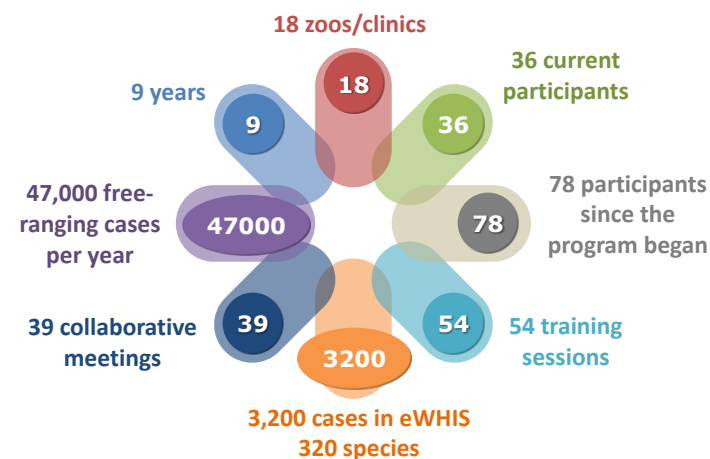 18 zoos/clinics
18
36 current
participants
36
9 years
9
47,000 free-
ranging cases
per year
47000
78 participants
since the
program began
78
39 collaborative
meetings
39
54 training
sessions
54
3200
3,200 cases in eWHIS
320 species